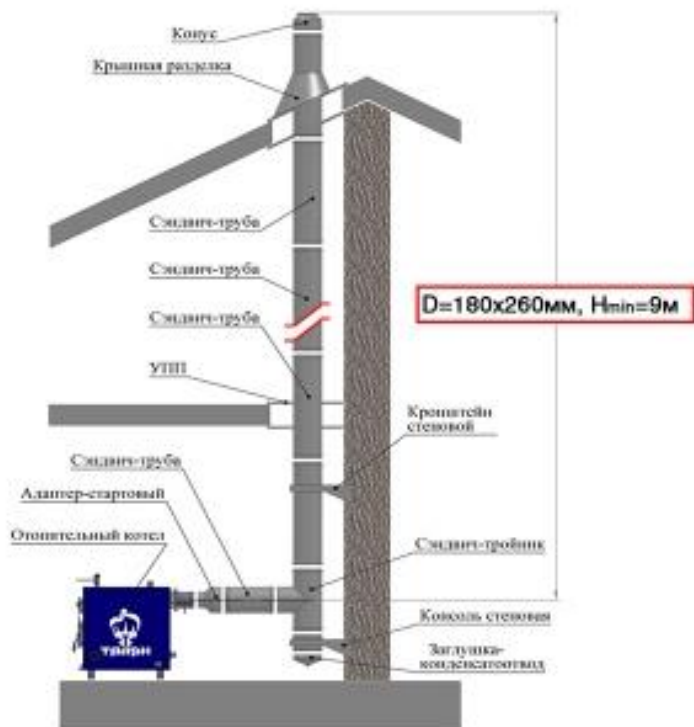 Конус
Крышная разделка
Сэндвич-труба
Сэндвич-труба
D=180x260мм, Hmin=9м
Сэндвич-труба
УПП
Кронштейн
стеновой
Сэндвич-труба
Адаптер-стартовый
Отопительный котел
Сэндвич-тройник
Консоль стеновая
Заглушка-
конденсатоотвод